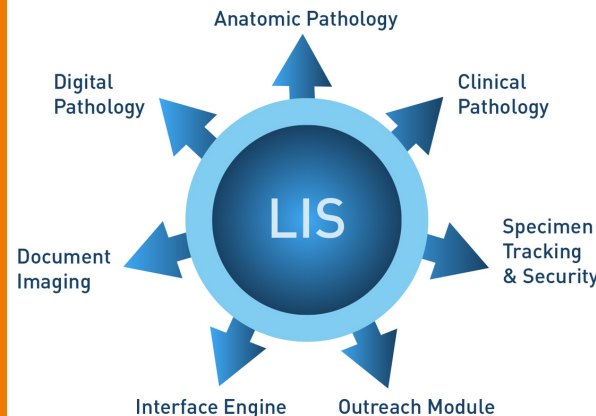 Anatomic Pathology
Digital
Pathology
Clinical
Pathology
LIS
Specimen
Tracking
& Security
Document
Imaging
Interface Engine
Outreach Module